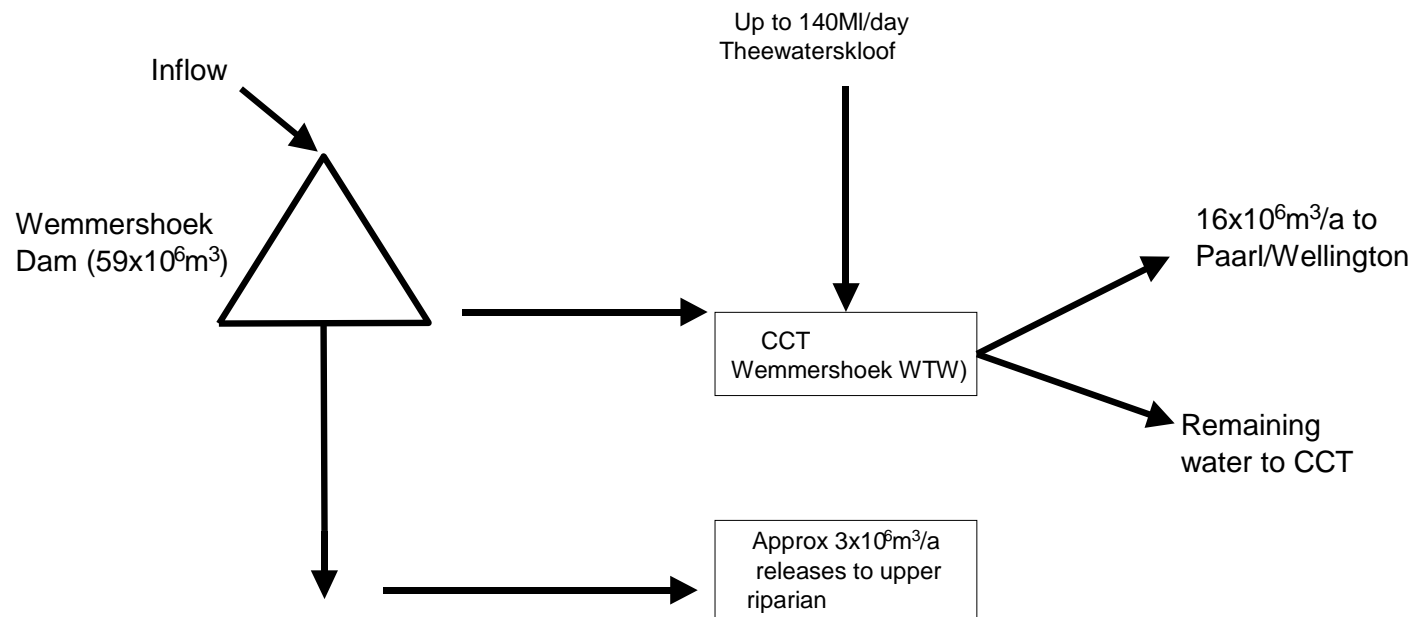 Up to 140Ml/day
Theewaterskloof
Inflow
Wemmershoek
Dam (59x10⁶m³)
16x10⁶m³/a to
Paarl/Wellington
CCT
Wemmershoek WTW)
Remaining
water to CCT
Approx 3x10⁶m³/a
releases to upper
riparian